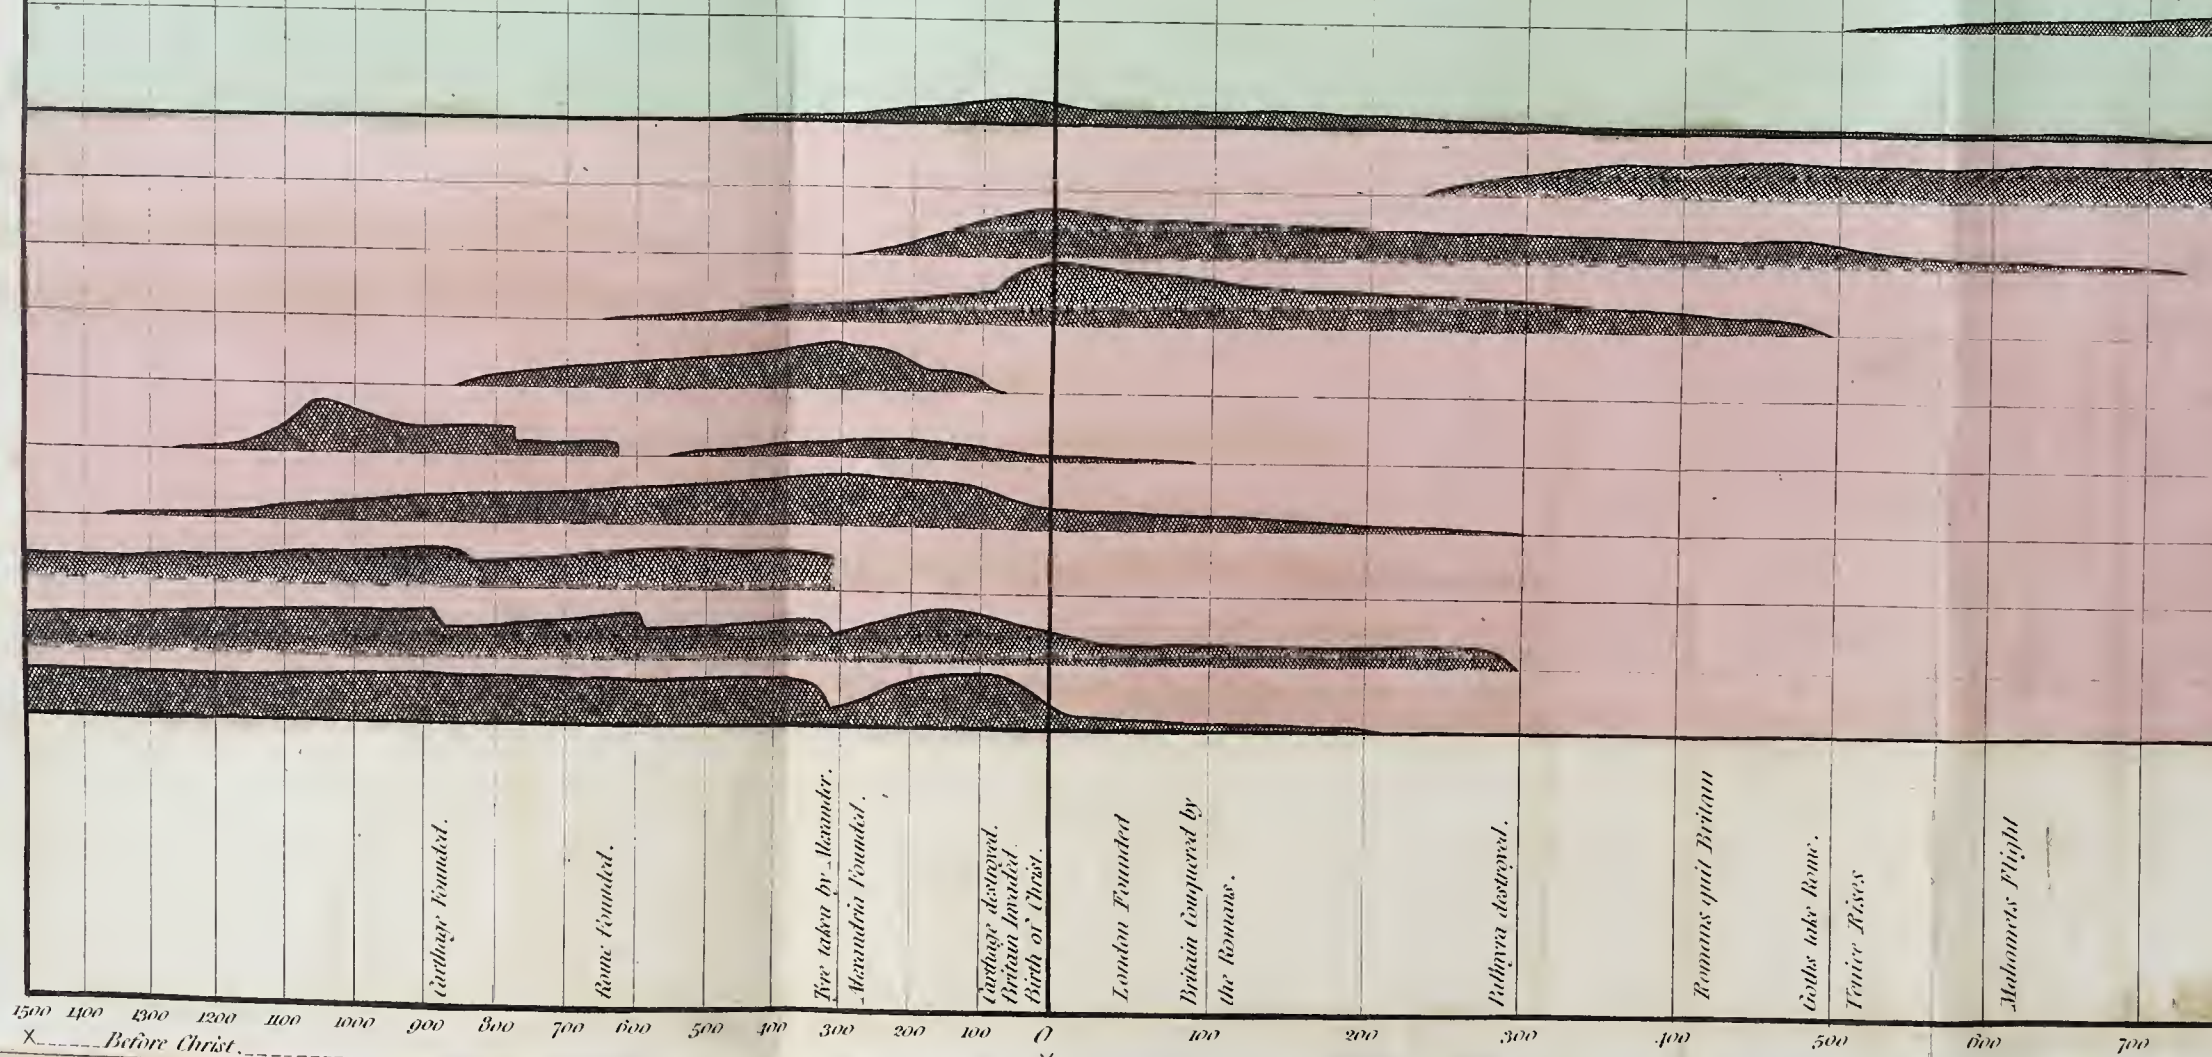 Carthage Founded.
Rome Founded.
Tyre taken by Alexander.
Alexandria Founded.
Carthage destroyed.
Britain Invaded.
Birth of Christ.
London Founded
Britain Conquered by
the Romans.
Palmyra destroyed.
Romans quit Britain
Goths take Rome.
Venice Rises
Mahomets Flight
1500 1400 1300 1200 1100 1000 900 800 700 600 500 400 300 200 100 0 100 200 300 400 500 600 700
X Before Christ.